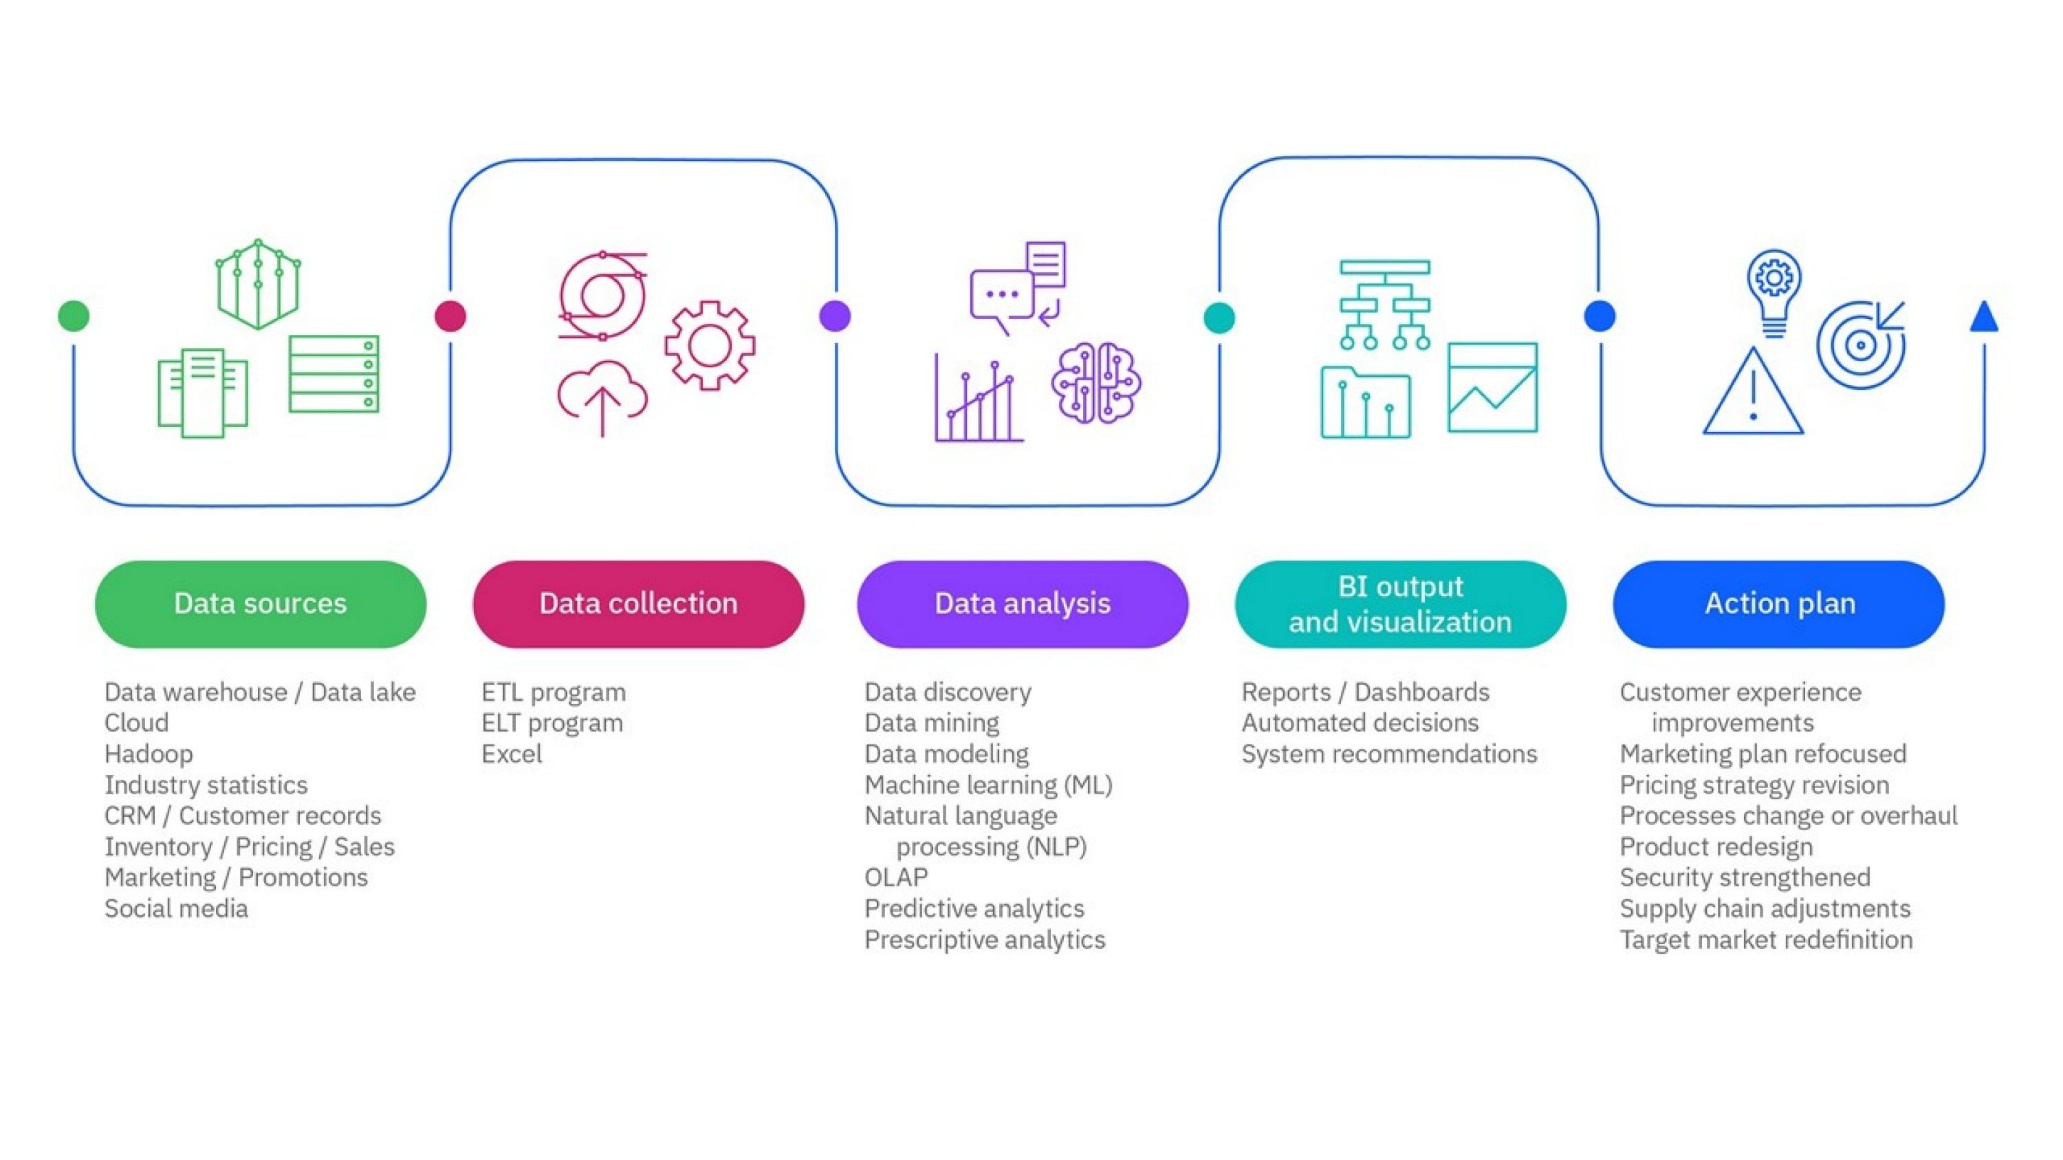 Data sources
Data warehouse / Data lake
Cloud
Hadoop
Industry statistics
CRM / Customer records
Inventory / Pricing / Sales
Marketing / Promotions
Social media
Data collection
ETL program
ELT program
Excel
Data analysis
Data discovery
Data mining
Data modeling
Machine learning (ML)
Natural language
processing (NLP)
OLAP
Predictive analytics
Prescriptive analytics
BI output
and visualization
Reports / Dashboards
Automated decisions
System recommendations
Action plan
Customer experience
improvements
Marketing plan refocused
Pricing strategy revision
Processes change or overhaul
Product redesign
Security strengthened
Supply chain adjustments
Target market redefinition